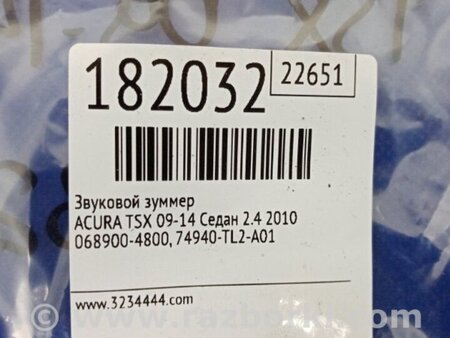 182032
22651
Звуковой зуммер
ACURA TSX 09-14 Седан 2.4 2010
068900-4800, 74940-TL2-A01
www.3234444.com